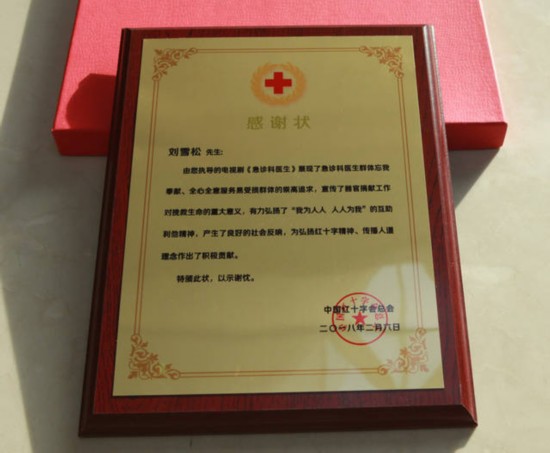 感谢状
刘雪松 先生:
由您执导的电视剧《急诊科医生》展现了急诊科医生群体忘我
奉献、全心全意服务易受损群体的崇高追求，宣传了器官捐献工作
对挽救生命的重大意义，有力弘扬了“我为人人 人人为我”的互助
利他精神，产生了良好的社会反响，为弘扬红十字精神、传播人道
理念作出了积极贡献。
特颁此状，以示谢忱。
中国红十字会总会
二〇一八年二月六日